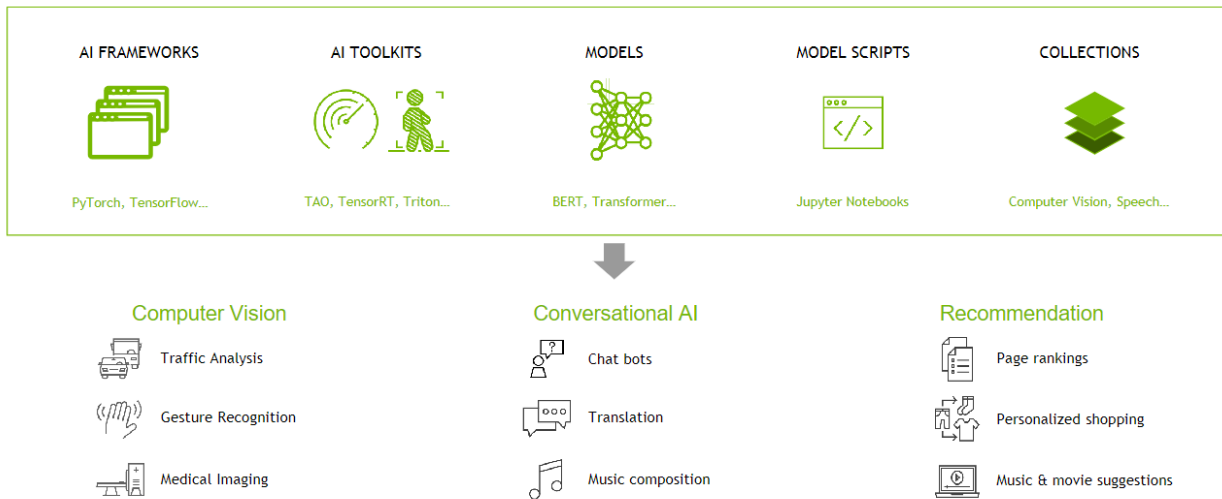 AI FRAMEWORKS
AI TOOLKITS
MODELS
MODEL SCRIPTS
COLLECTIONS
PyTorch, TensorFlow...
TAO, TensorRT, Triton...
BERT, Transformer...
Jupyter Notebooks
Computer Vision, Speech...
Computer Vision
Traffic Analysis
Gesture Recognition
Medical Imaging
Conversational AI
Chat bots
Translation
Music composition
Recommendation
Page rankings
Personalized shopping
Music & movie suggestions